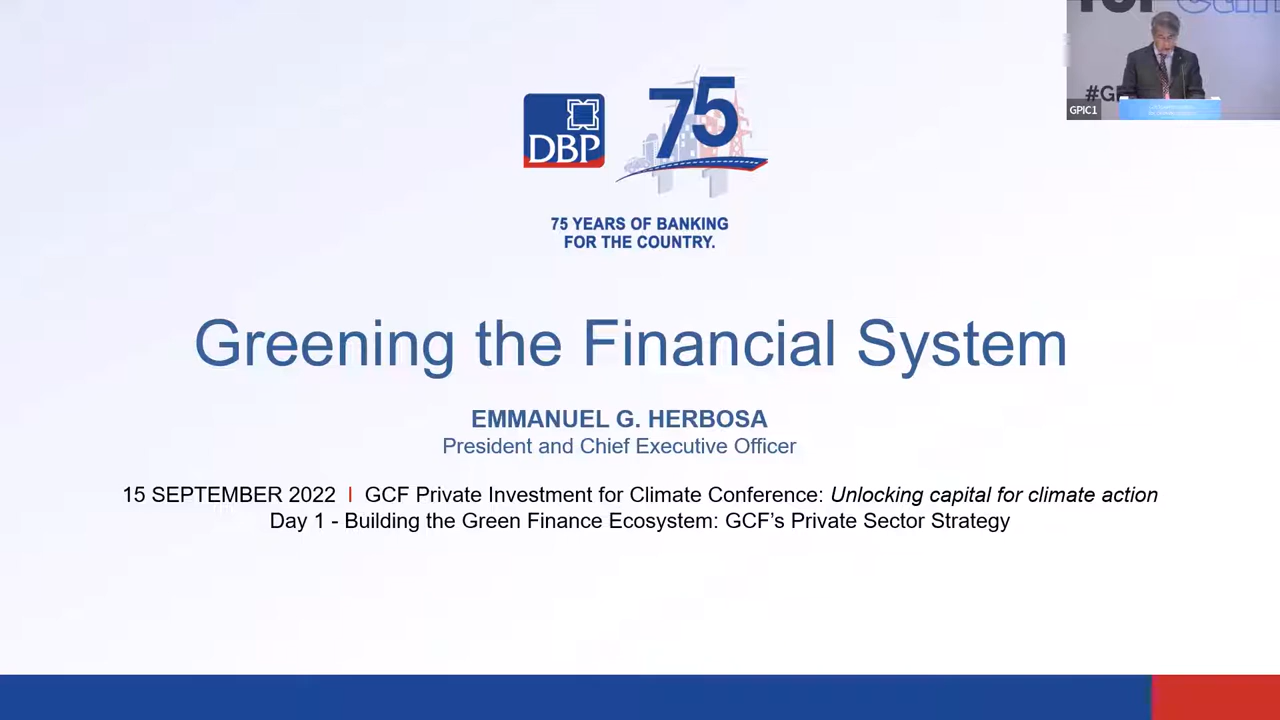 DBP
75
75 YEARS OF BANKING
FOR THE COUNTRY.
Greening the Financial System
EMMANUEL G. HERBOSA
President and Chief Executive Officer
15 SEPTEMBER 2022 | GCF Private Investment for Climate Conference: Unlocking capital for climate action
Day 1 - Building the Green Finance Ecosystem: GCF's Private Sector Strategy
GPIC1